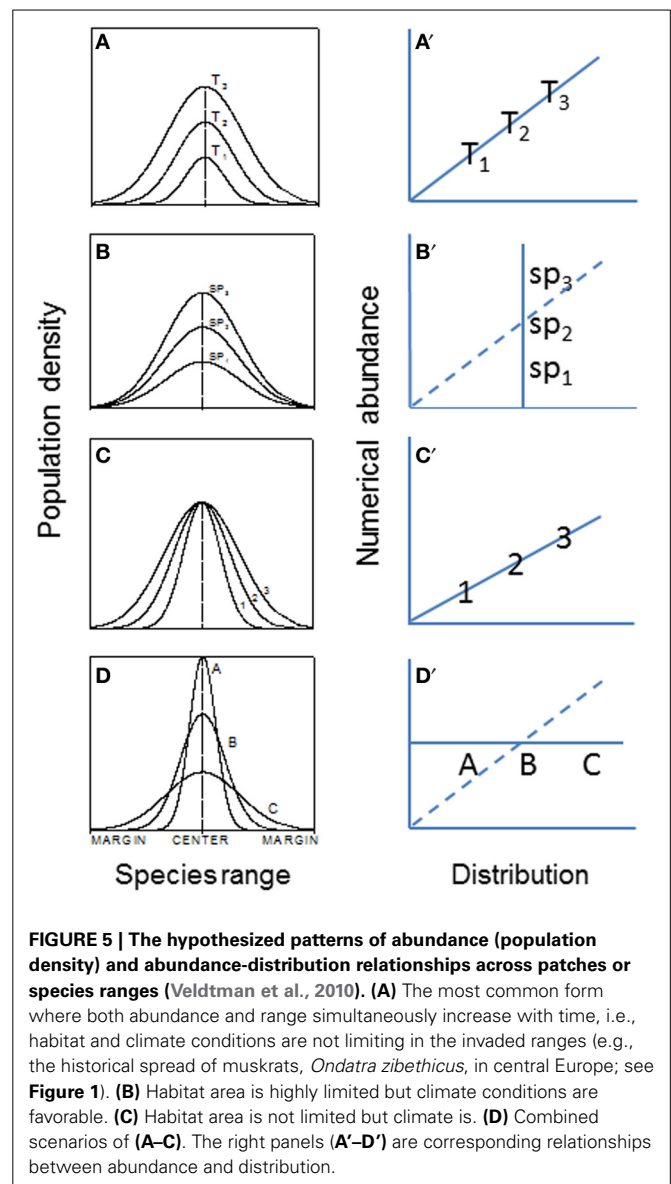 A
T3
T2
T1
A′
T1
T2
T3
B
SP3
SP3
SP1
B′
sp3
sp2
sp1
Population density
Numerical abundance
C
1 2 3
C′
1
2
3
D
A
B
C
MARGIN CENTER MARGIN
D′
A B C
Species range
Distribution
FIGURE 5 | The hypothesized patterns of abundance (population
density) and abundance-distribution relationships across patches or
species ranges (Veldtman et al., 2010). (A) The most common form
where both abundance and range simultaneously increase with time, i.e.,
habitat and climate conditions are not limiting in the invaded ranges (e.g.,
the historical spread of muskrats, Ondatra zibethicus, in central Europe; see
Figure 1). (B) Habitat area is highly limited but climate conditions are
favorable. (C) Habitat area is not limited but climate is. (D) Combined
scenarios of (A–C). The right panels (A′–D′) are corresponding relationships
between abundance and distribution.